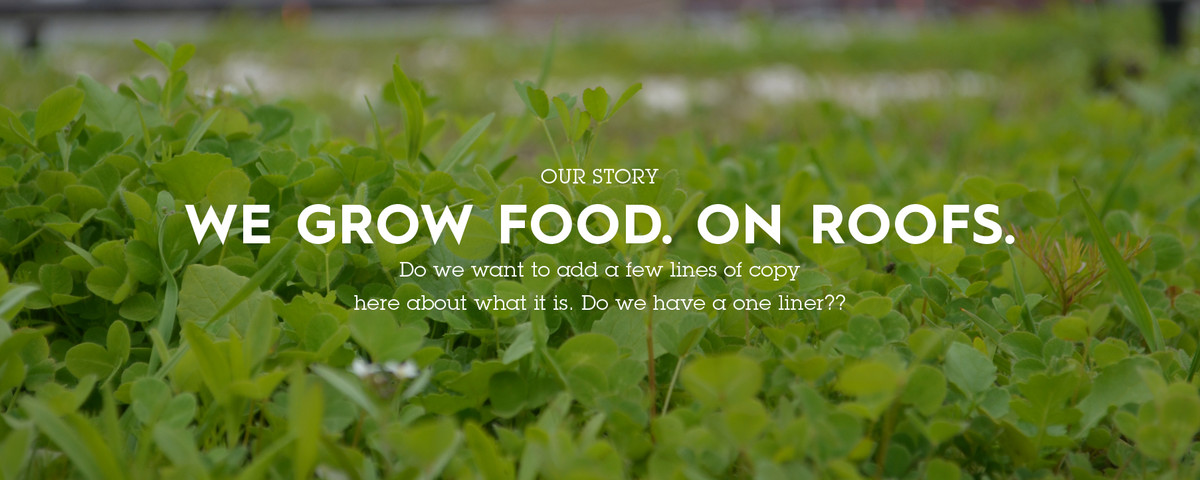 OUR STORY
WE GROW FOOD. ON ROOFS.
Do we want to add a few lines of copy
here about what it is. Do we have a one liner??